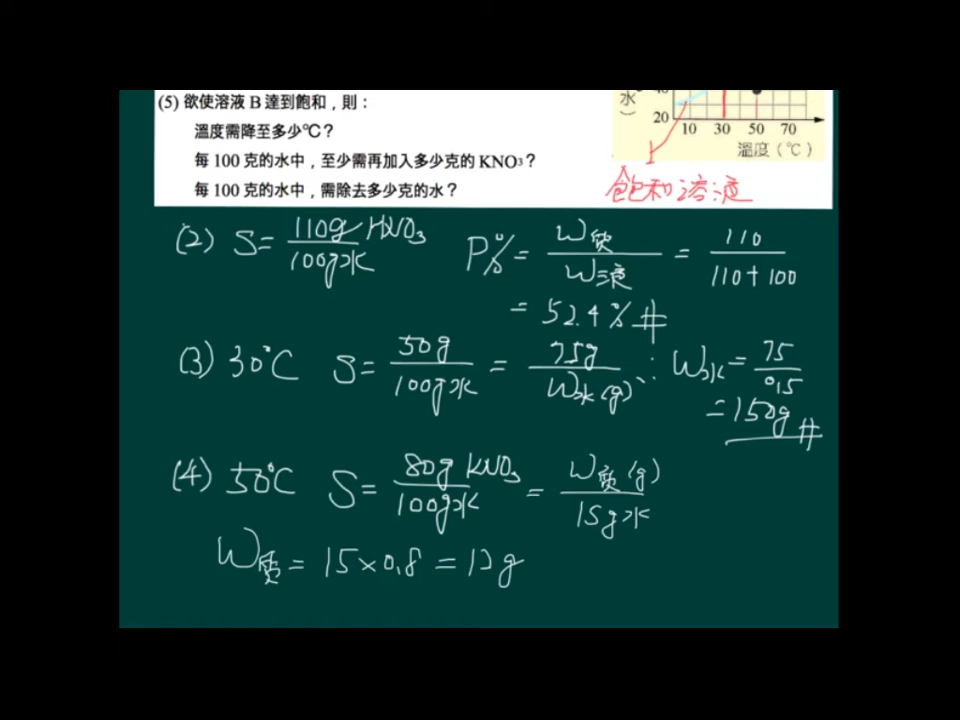 (5) 欲使溶液 B 達到飽和，則：
溫度需降至多少℃？
每 100 克的水中，至少需再加入多少克的 KNO3？
每 100 克的水中，需除去多少克的水？
水
20
10 30 50 70
溫度（℃）
飽和溶液
(2) S= 110g KNO3 / 100g水 P%= W質 / W液 = 110 / 110+100
= 52.4% #
(3) 30°C S= 50g / 100g水 = 75g / W水(g) ∴ W水= 75 / 0.5
=150g #
(4) 50°C S= 80g KNO3 / 100g水 = W質(g) / 15g水
W質 = 15×0.8 = 12g